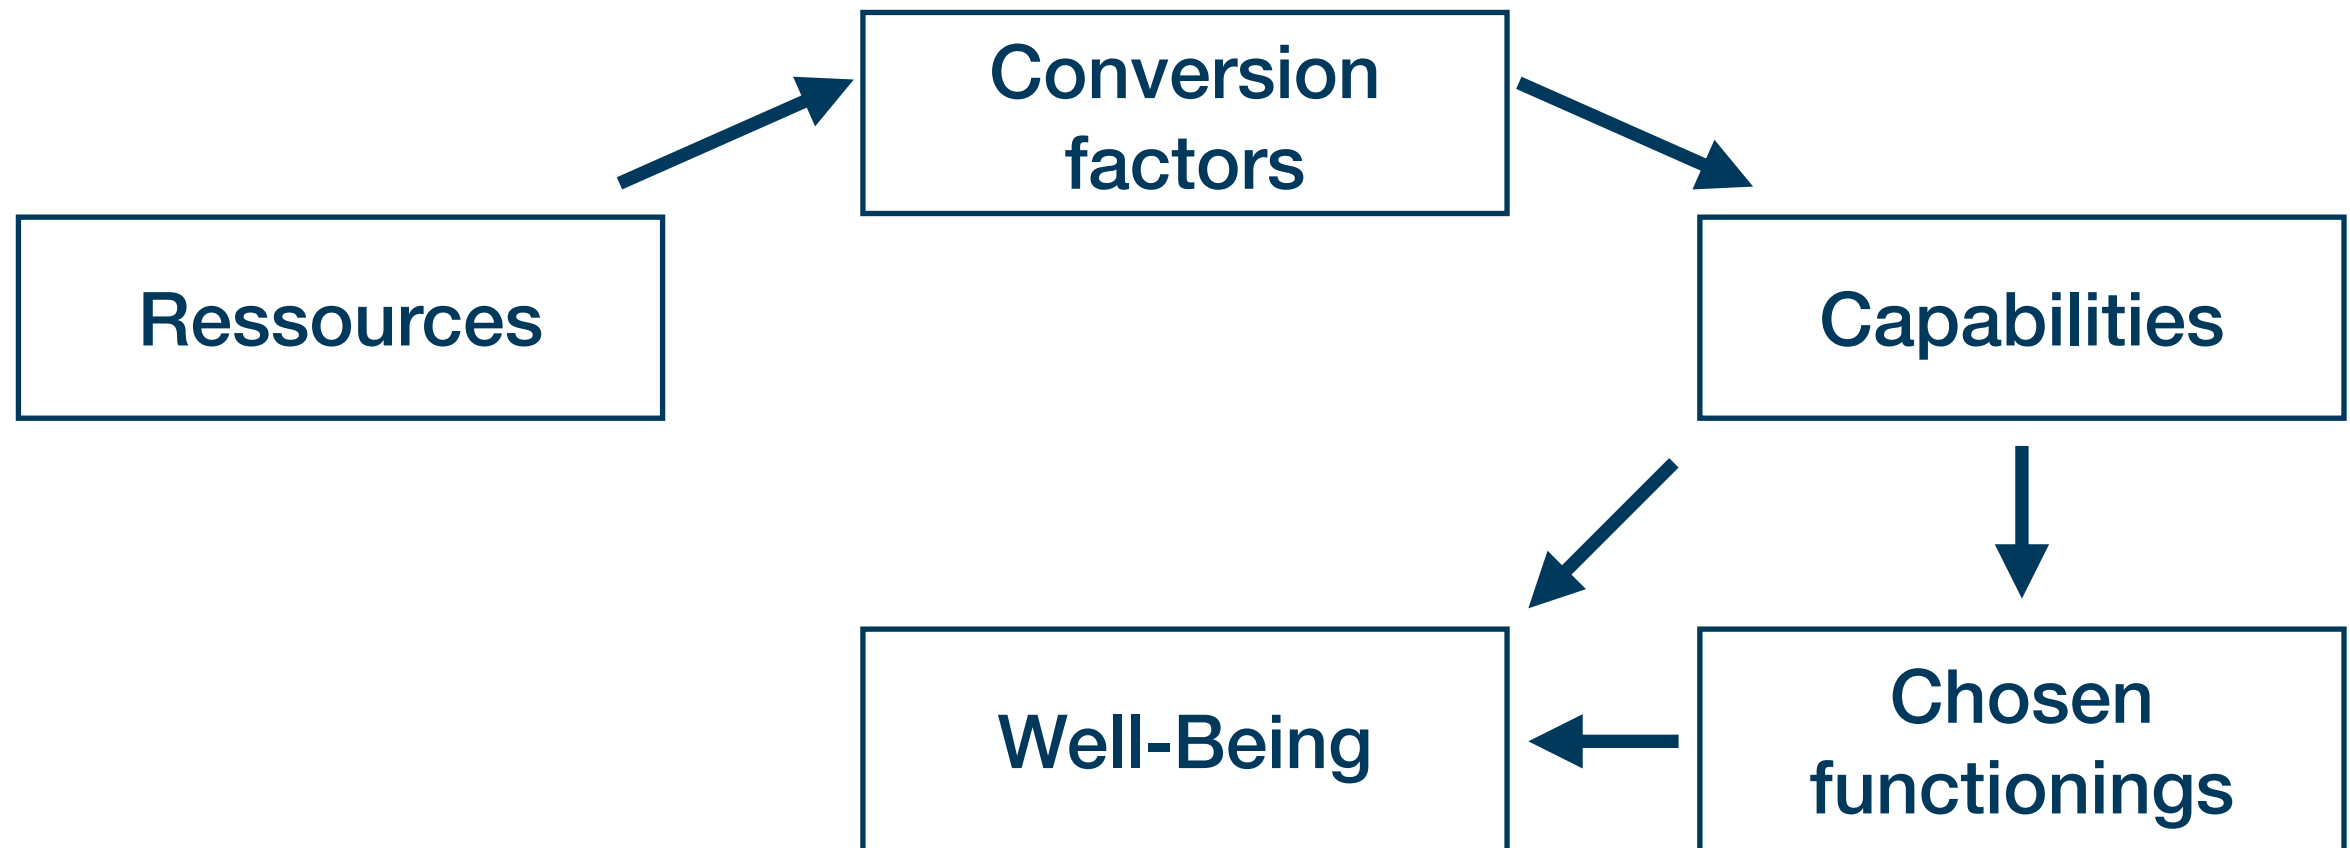 Conversion
factors
Ressources
Capabilities
Well-Being
Chosen
functionings